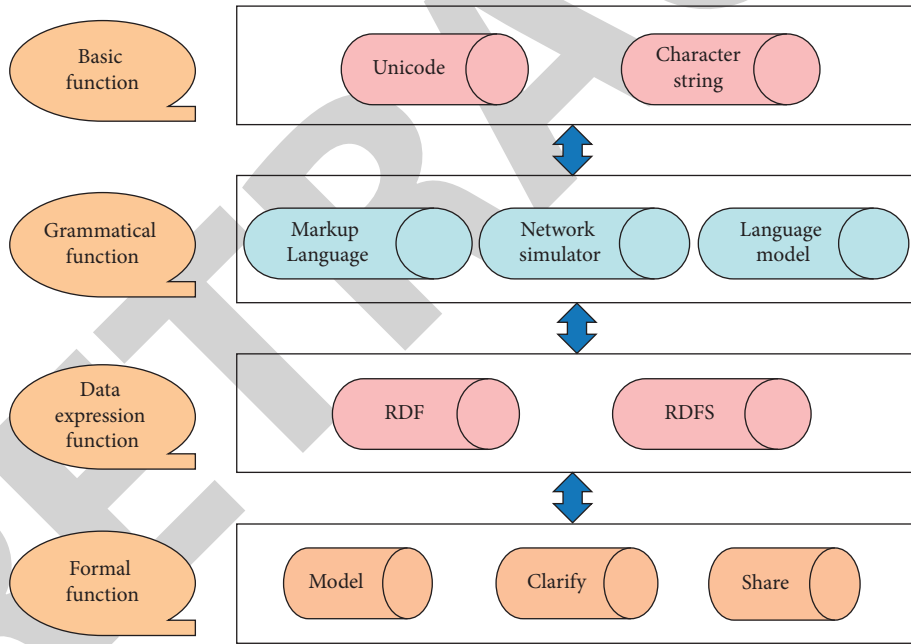 Basic
function
Unicode
Character
string
Grammatical
function
Markup
Language
Network
simulator
Language
model
Data
expression
function
RDF
RDFS
Formal
function
Model
Clarify
Share